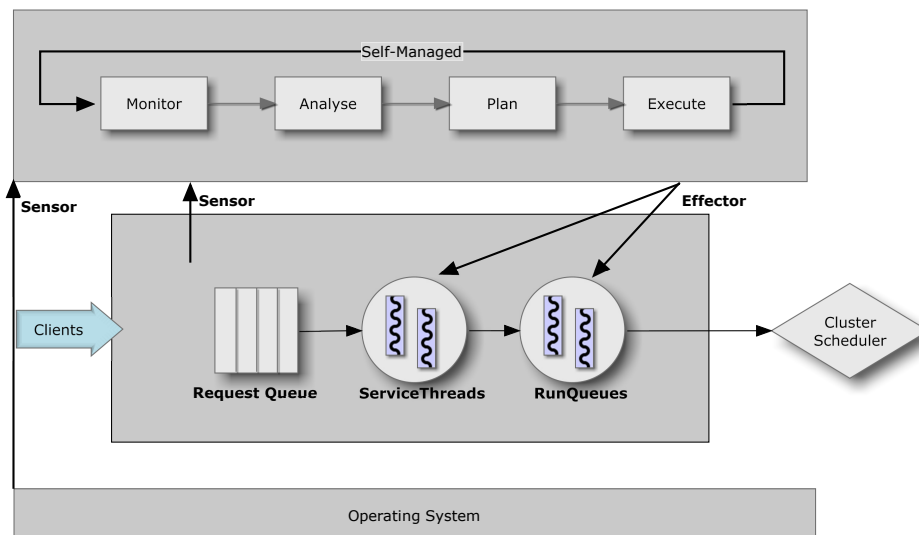 Self-Managed
Monitor
Analyse
Plan
Execute
Sensor
Sensor
Effector
Clients
Cluster
Scheduler
Request Queue
ServiceThreads
RunQueues
Operating System